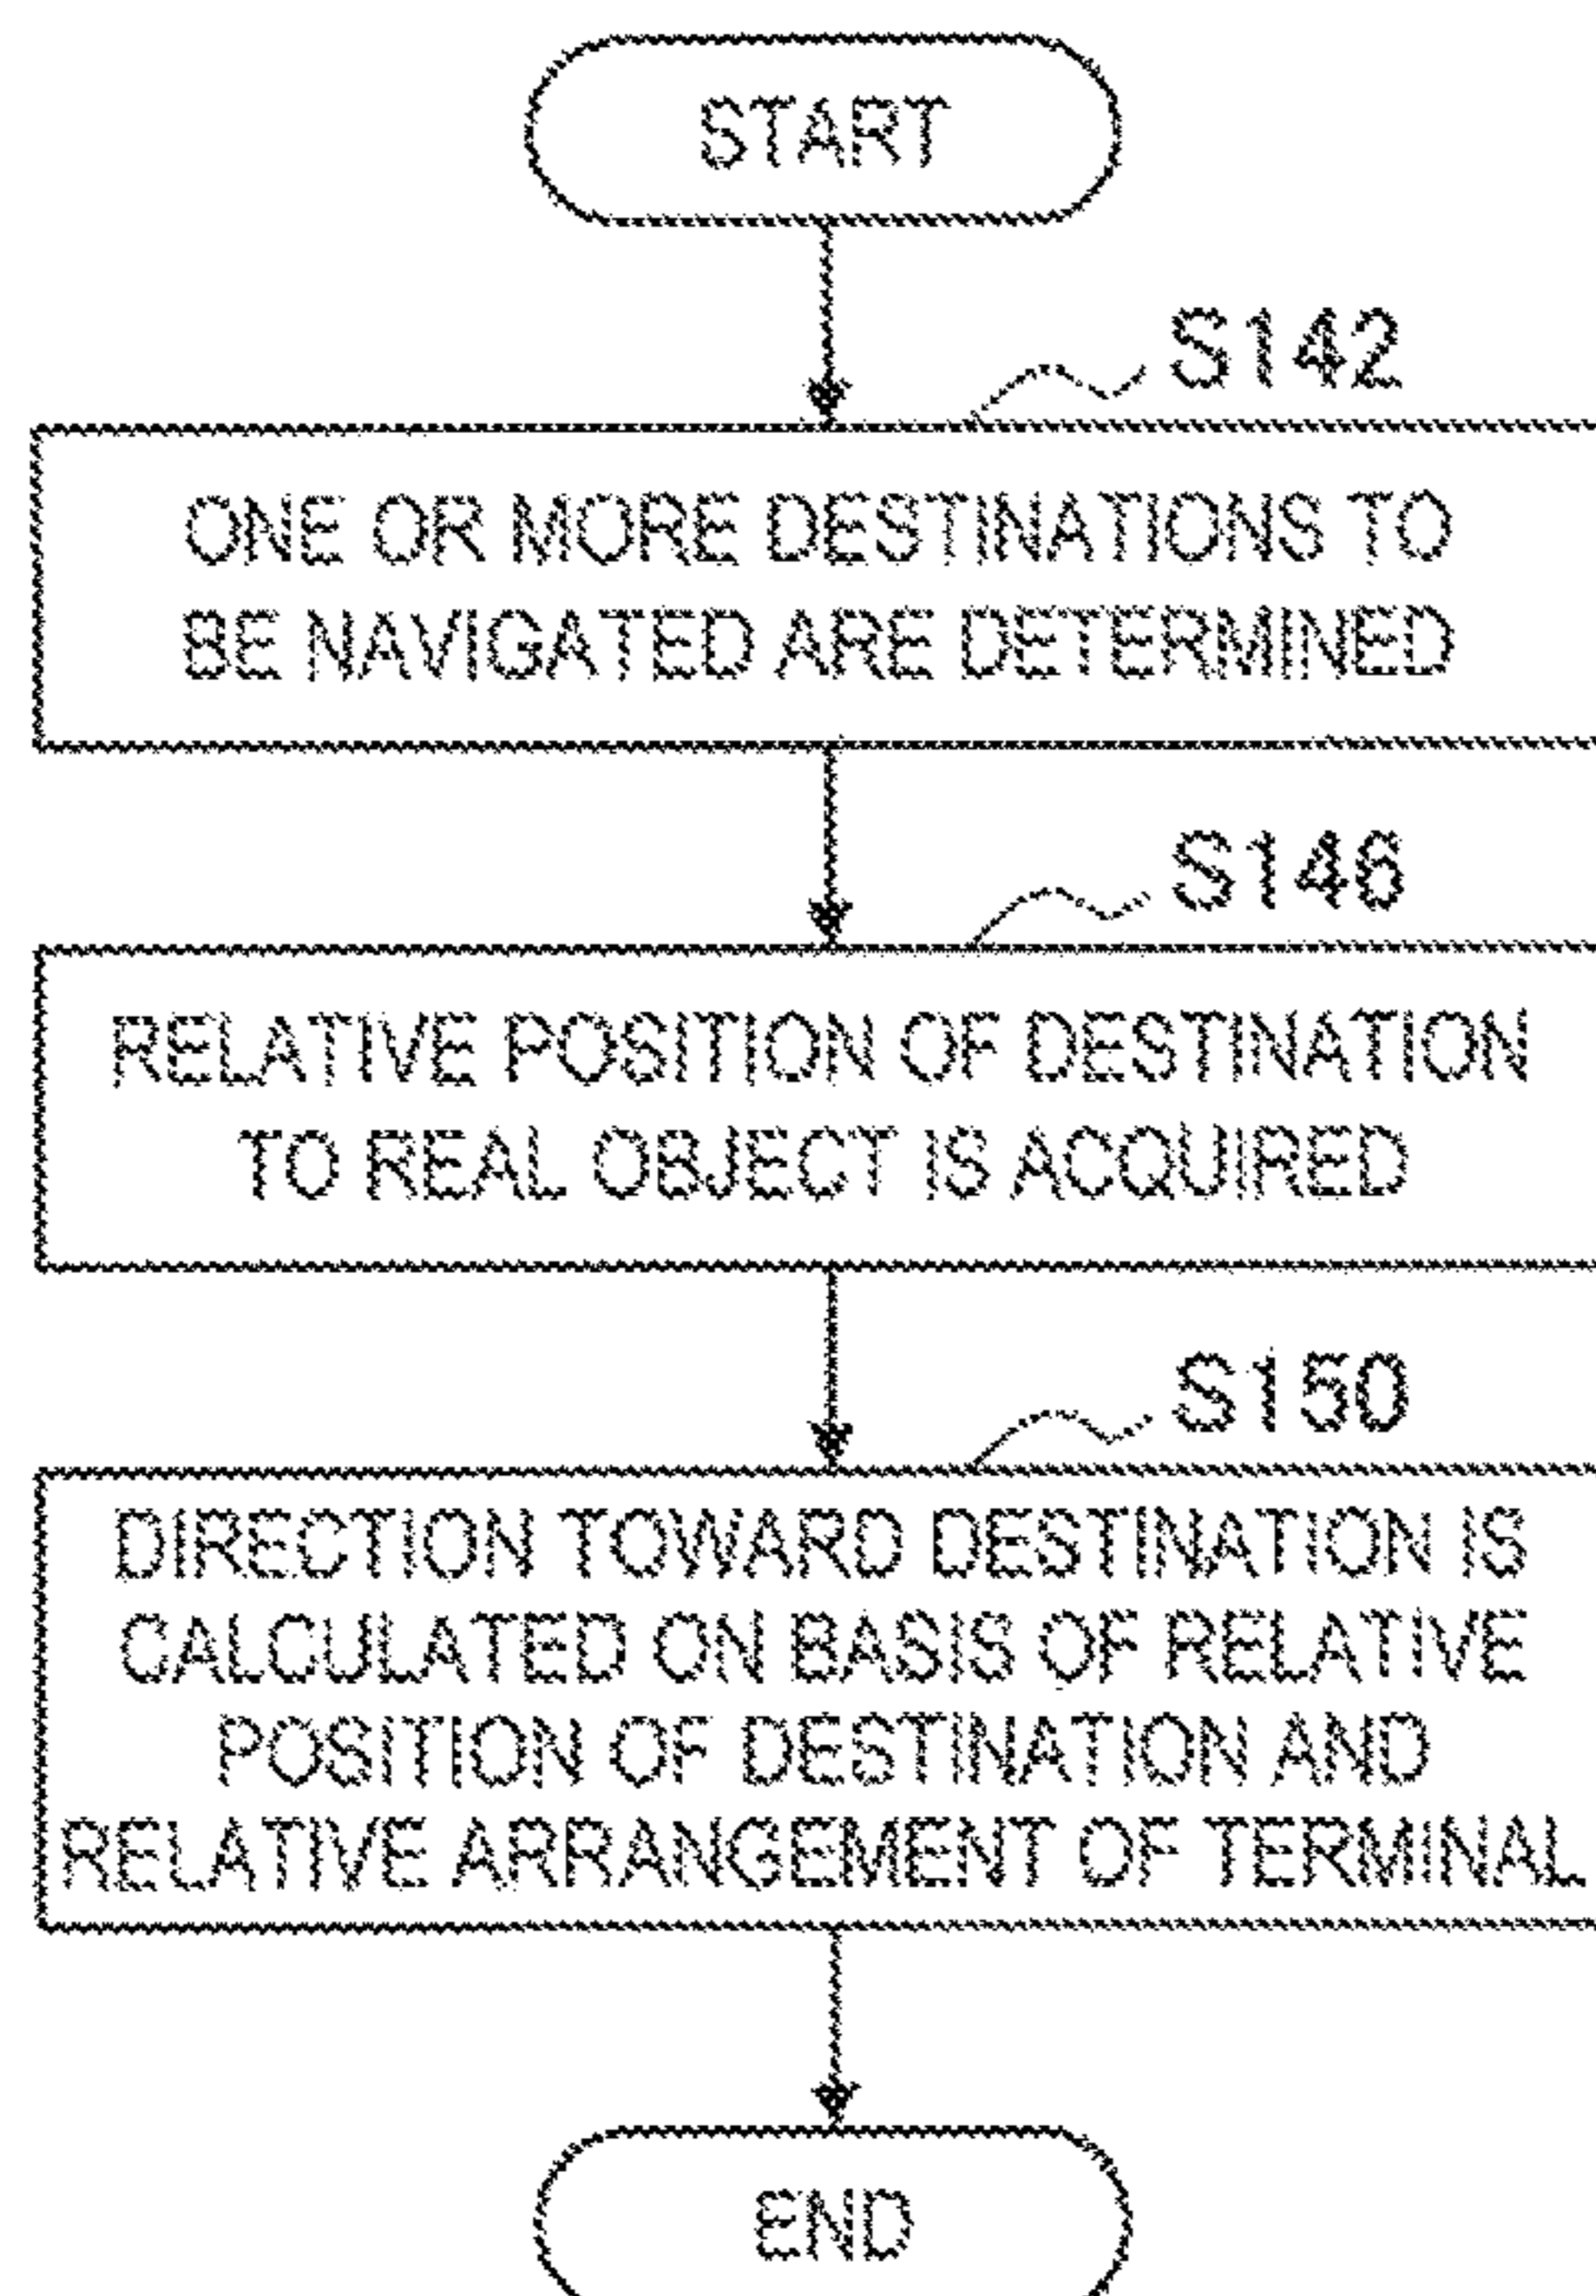 START
S142
ONE OR MORE DESTINATIONS TO
BE NAVIGATED ARE DETERMINED
S146
RELATIVE POSITION OF DESTINATION
TO REAL OBJECT IS ACQUIRED
S150
DIRECTION TOWARD DESTINATION IS
CALCULATED ON BASIS OF RELATIVE
POSITION OF DESTINATION AND
RELATIVE ARRANGEMENT OF TERMINAL
END